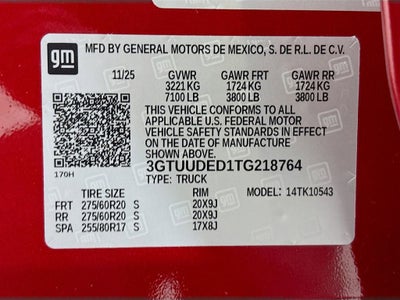 gm
MFD BY GENERAL MOTORS DE MEXICO, S. DE R.L. DE C.V.
11/25 GVWR GAWR FRT GAWR RR
3221 KG 1724 KG 1724 KG
7100 LB 3800 LB 3800 LB
THIS VEHICLE CONFORMS TO ALL
APPLICABLE U.S. FEDERAL MOTOR
VEHICLE SAFETY STANDARDS IN EFFECT
ON THE DATE OF MANUFACTURE
SHOWN ABOVE.
3GTUUDED1TG218764
170H TYPE: TRUCK
TIRE SIZE RIM MODEL: 14TK10543
FRT 275/60R20 S 20X9J
RR 275/60R20 S 20X9J
SPA 255/80R17 S 17X8J